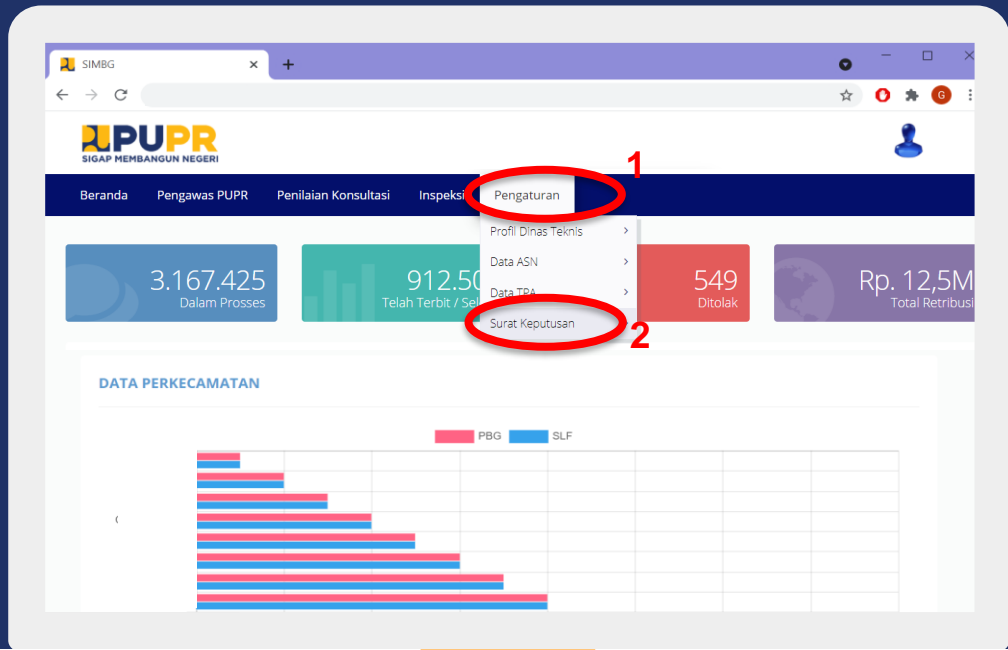 SIMBG
G
PUPR
SIGAP MEMBANGUN NEGERI
1
Beranda Pengawas PUPR Penilaian Konsultasi Inspeksi Pengaturan
Profil Dinas Teknis
Data ASN
Data TPA
Surat Keputusan
2
3.167.425
Dalam Prosses
912.50
Telah Terbit / Sel
549
Ditolak
Rp. 12,5M
Total Retribusi
DATA PERKECAMATAN
PBG SLF